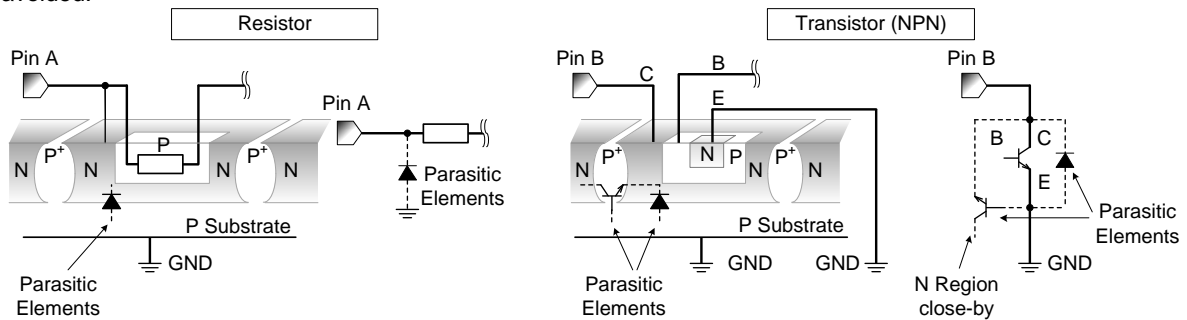 Resistor
Transistor (NPN)
Pin A
Pin A
P
N
P+
N
N
P+
N
Parasitic
Elements
P Substrate
GND
Parasitic
Elements
Pin B
C
B
E
N
P+
N
N
P
N
P+
N
P Substrate
GND
GND
Parasitic
Elements
Pin B
B
C
E
Parasitic
Elements
GND
N Region
close-by